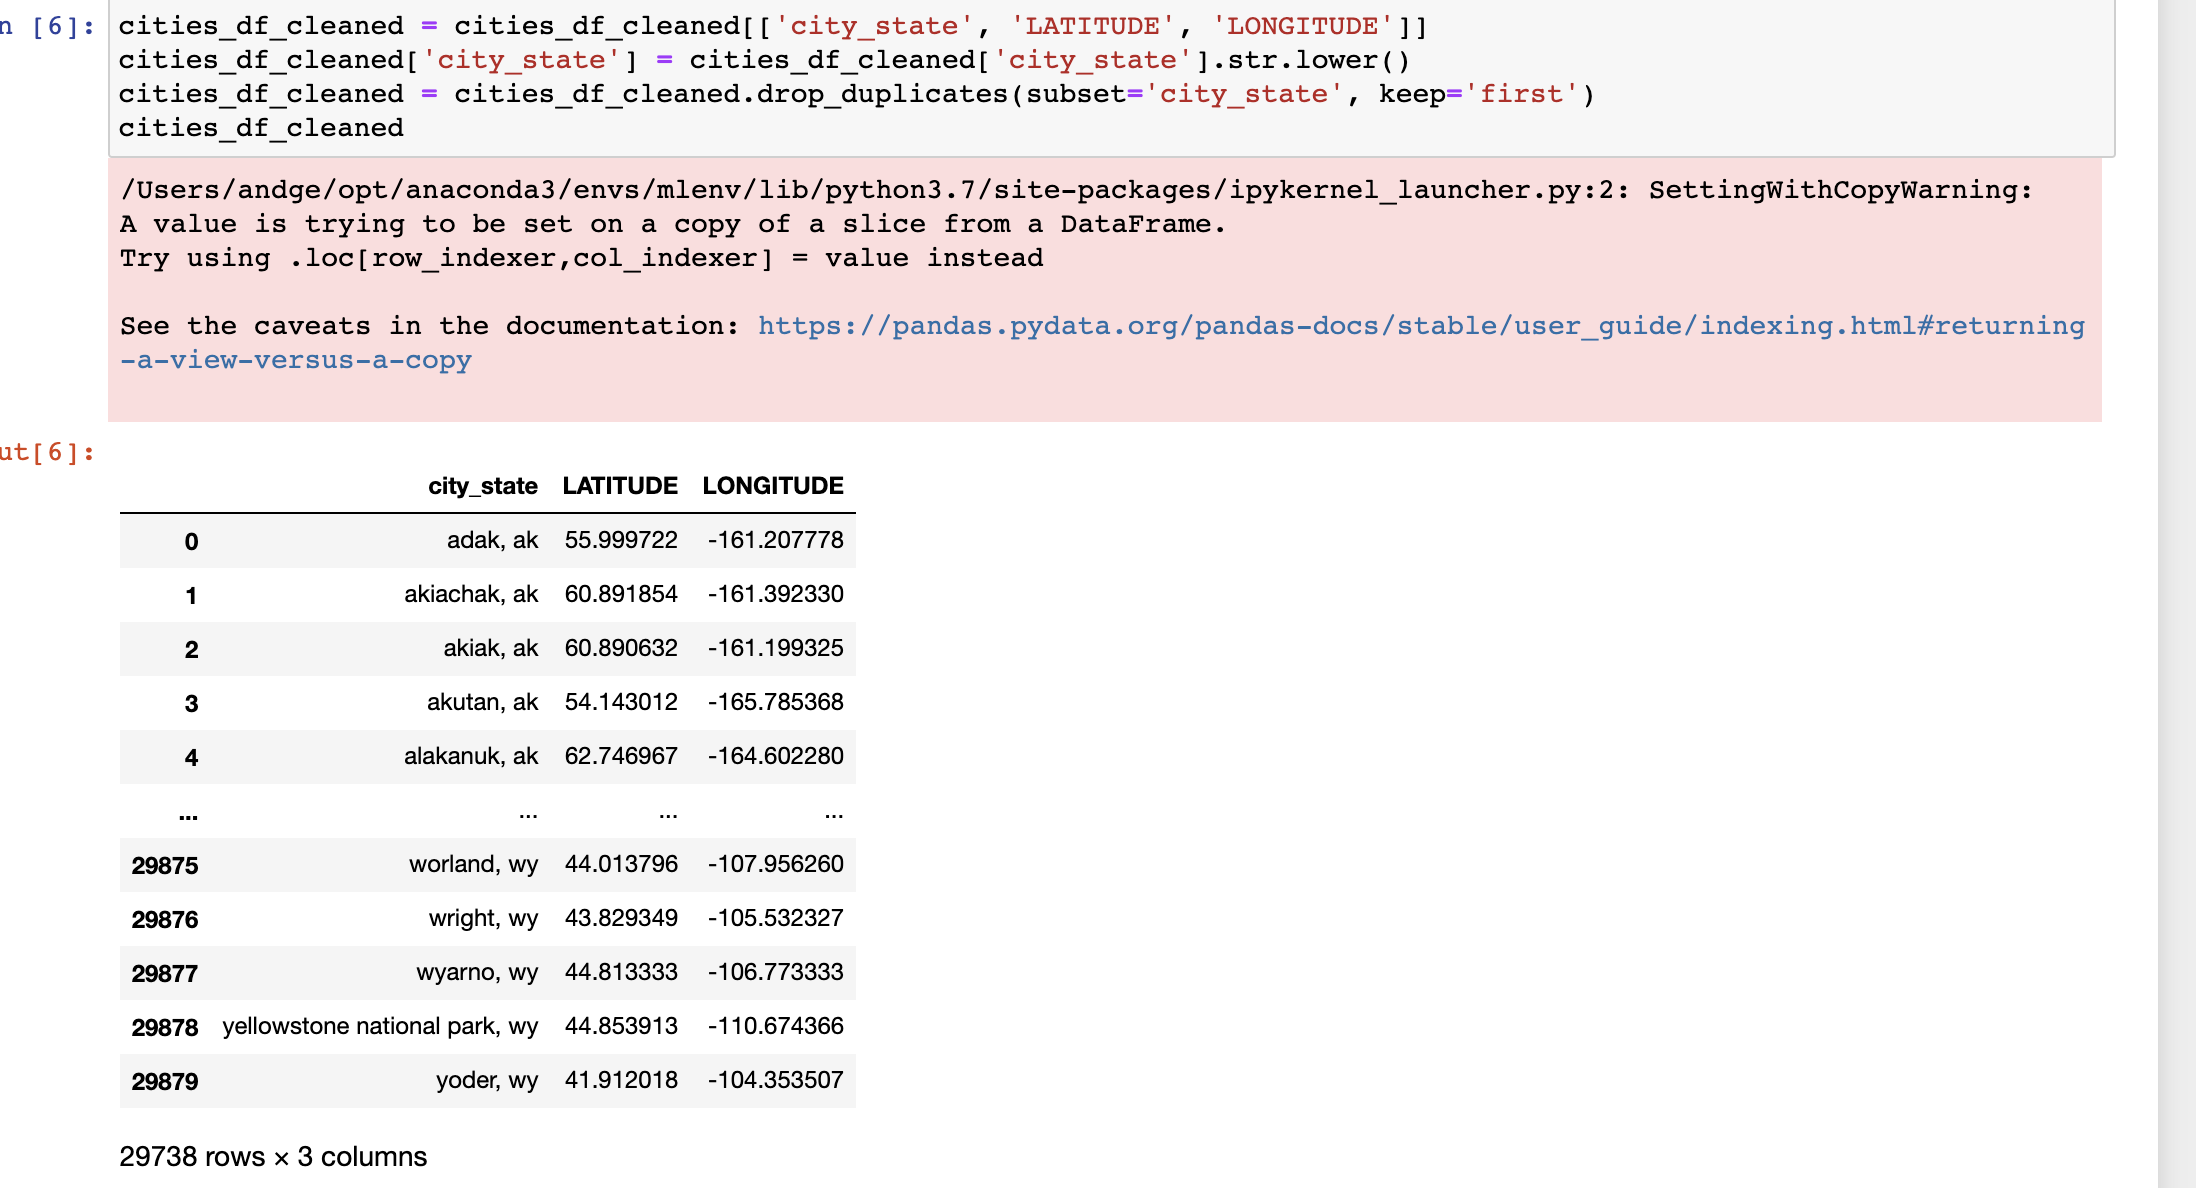 n [6]:
cities_df_cleaned = cities_df_cleaned[['city_state', 'LATITUDE', 'LONGITUDE']]
cities_df_cleaned['city_state'] = cities_df_cleaned['city_state'].str.lower()
cities_df_cleaned = cities_df_cleaned.drop_duplicates(subset='city_state', keep='first')
cities_df_cleaned
/Users/andge/opt/anaconda3/envs/mlenv/lib/python3.7/site-packages/ipykernel_launcher.py:2: SettingWithCopyWarning:
A value is trying to be set on a copy of a slice from a DataFrame.
Try using .loc[row_indexer,col_indexer] = value instead
See the caveats in the documentation: https://pandas.pydata.org/pandas-docs/stable/user_guide/indexing.html#returning
-a-view-versus-a-copy
ut[6]:
city_state LATITUDE LONGITUDE
0 adak, ak 55.999722 -161.207778
1 akiachak, ak 60.891854 -161.392330
2 akiak, ak 60.890632 -161.199325
3 akutan, ak 54.143012 -165.785368
4 alakanuk, ak 62.746967 -164.602280
... ... ... ...
29875 worland, wy 44.013796 -107.956260
29876 wright, wy 43.829349 -105.532327
29877 wyarno, wy 44.813333 -106.773333
29878 yellowstone national park, wy 44.853913 -110.674366
29879 yoder, wy 41.912018 -104.353507
29738 rows × 3 columns